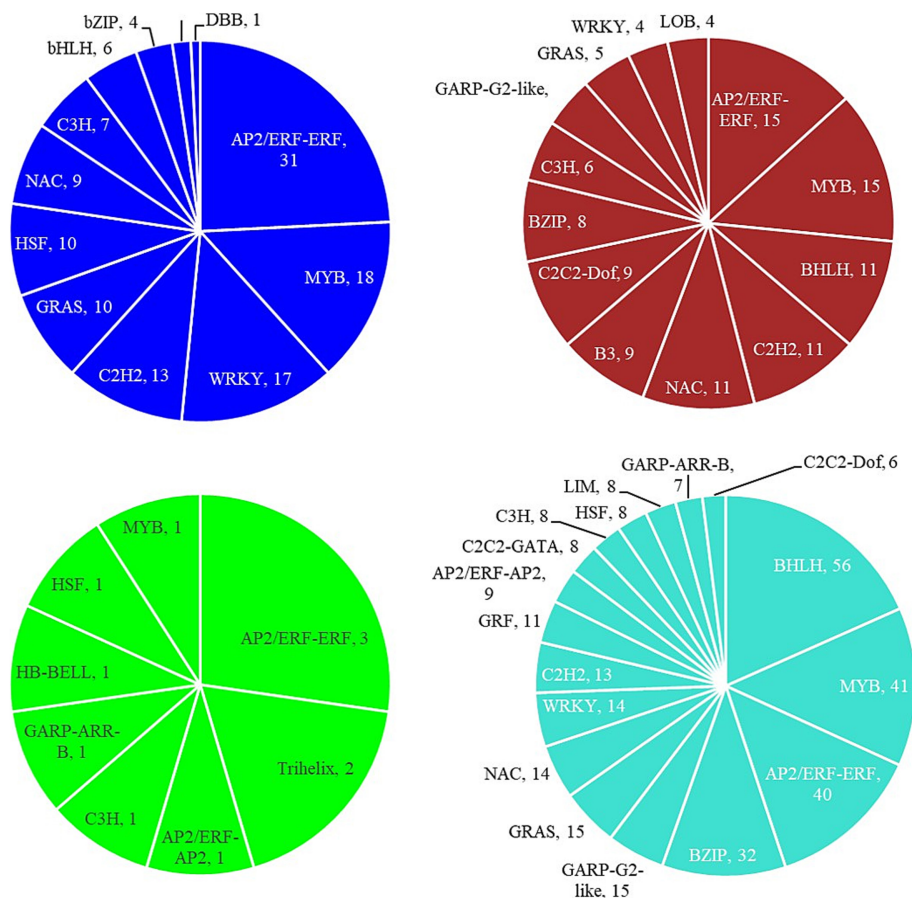 AP2/ERF-ERF,
31
MYB, 18
WRKY, 17
C2H2, 13
GRAS, 10
HSF, 10
NAC, 9
C3H, 7
bHLH, 6
bZIP, 4
DBB, 1
AP2/ERF-
ERF, 15
MYB, 15
BHLH, 11
C2H2, 11
NAC, 11
B3, 9
C2C2-Dof, 9
BZIP, 8
C3H, 6
GARP-G2-like,
GRAS, 5
WRKY, 4
LOB, 4
AP2/ERF-ERF, 3
Trihelix, 2
AP2/ERF-
AP2, 1
C3H, 1
GARP-ARR-
B, 1
HB-BELL, 1
HSF, 1
MYB, 1
BHLH, 56
MYB, 41
AP2/ERF-ERF,
40
BZIP, 32
GARP-G2-
like, 15
GRAS, 15
NAC, 14
WRKY, 14
C2H2, 13
GRF, 11
AP2/ERF-AP2,
9
C2C2-GATA, 8
C3H, 8
HSF, 8
LIM, 8
GARP-ARR-B,
7
C2C2-Dof, 6